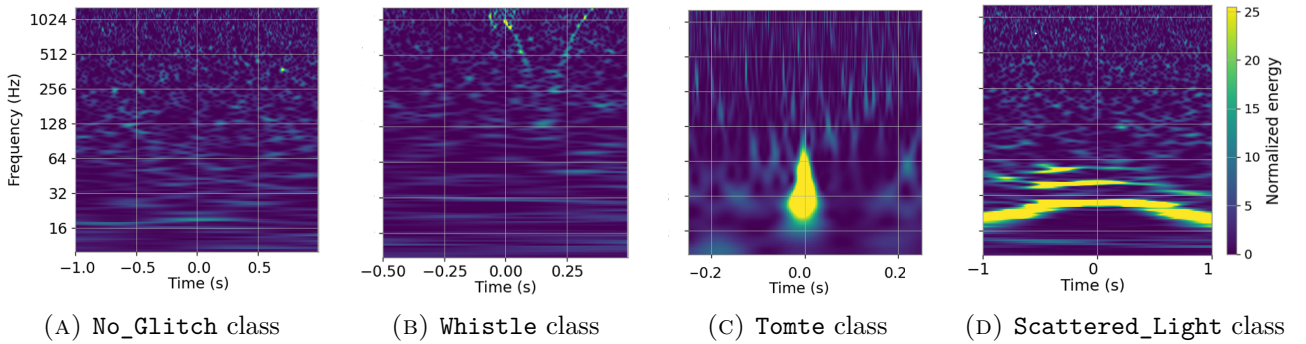 1024
512
256
128
64
32
16
Frequency (Hz)
−1.0 −0.5 0.0 0.5
Time (s)
−0.50 −0.25 0.00 0.25
Time (s)
−0.2 0.0 0.2
Time (s)
−1 0 1
Time (s)
25
20
15
10
5
0
Normalized energy
(A) No_Glitch class
(B) Whistle class
(C) Tomte class
(D) Scattered_Light class